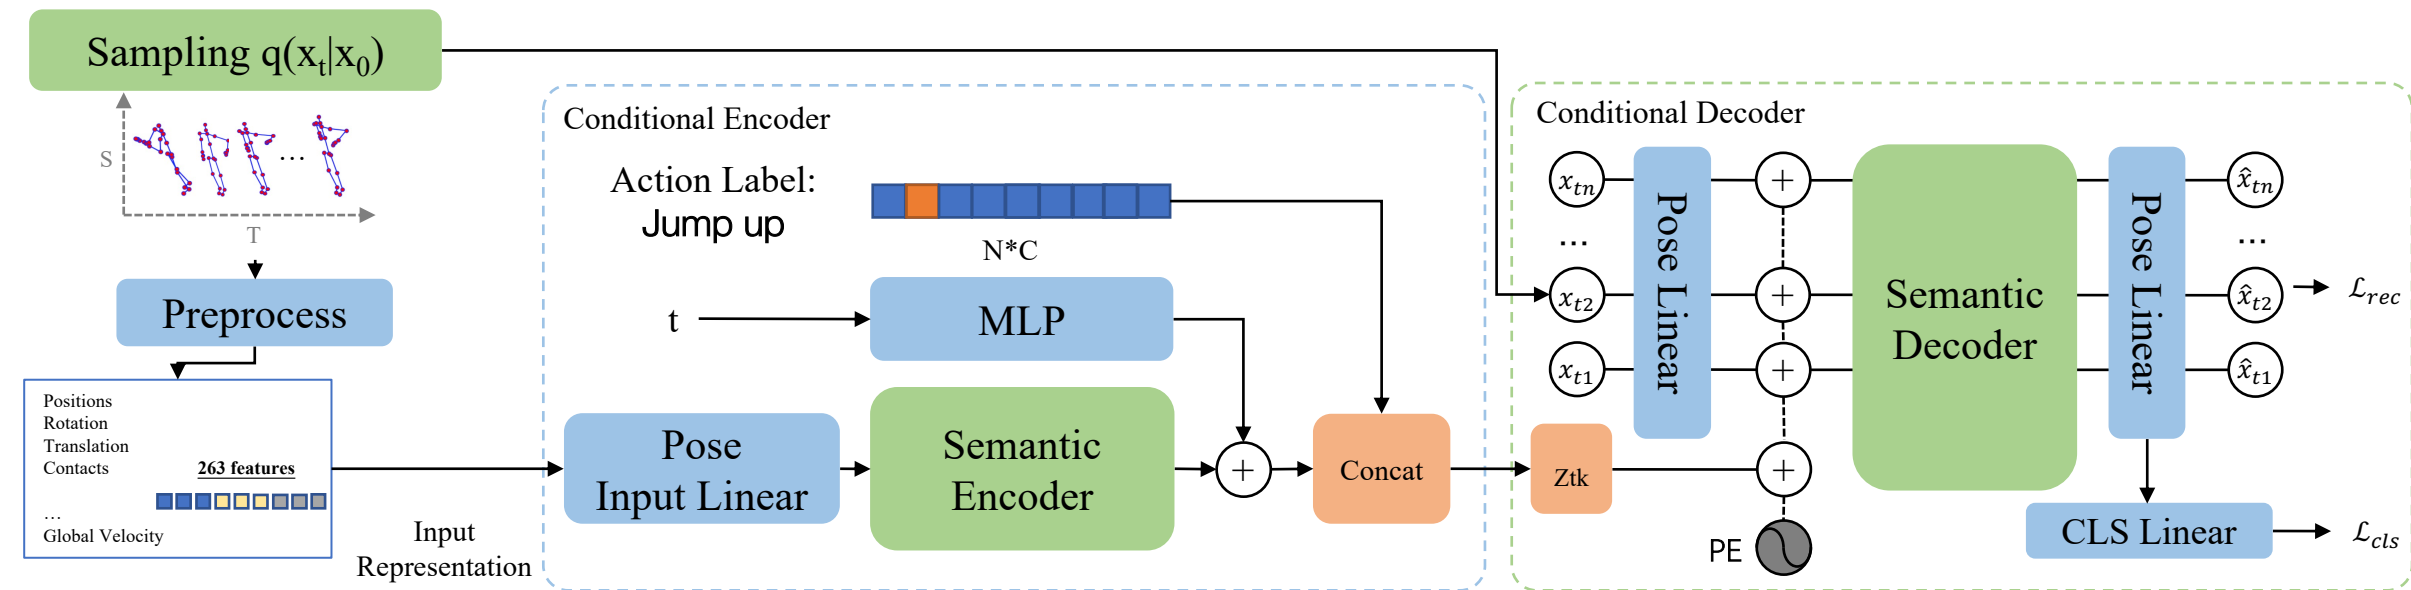 Sampling q(xt|x0)
S
...
T
Preprocess
Positions
Rotation
Translation
Contacts
263 features
...
Global Velocity
Input
Representation
Conditional Encoder
Action Label:
Jump up
N*C
t
MLP
Pose
Input Linear
Semantic
Encoder
+
Concat
Conditional Decoder
xtn
...
xt2
xt1
Ztk
Pose Linear
+
+
+
+
PE
Semantic
Decoder
Pose Linear
x̂tn
...
x̂t2
x̂t1
ℒrec
CLS Linear
ℒcls